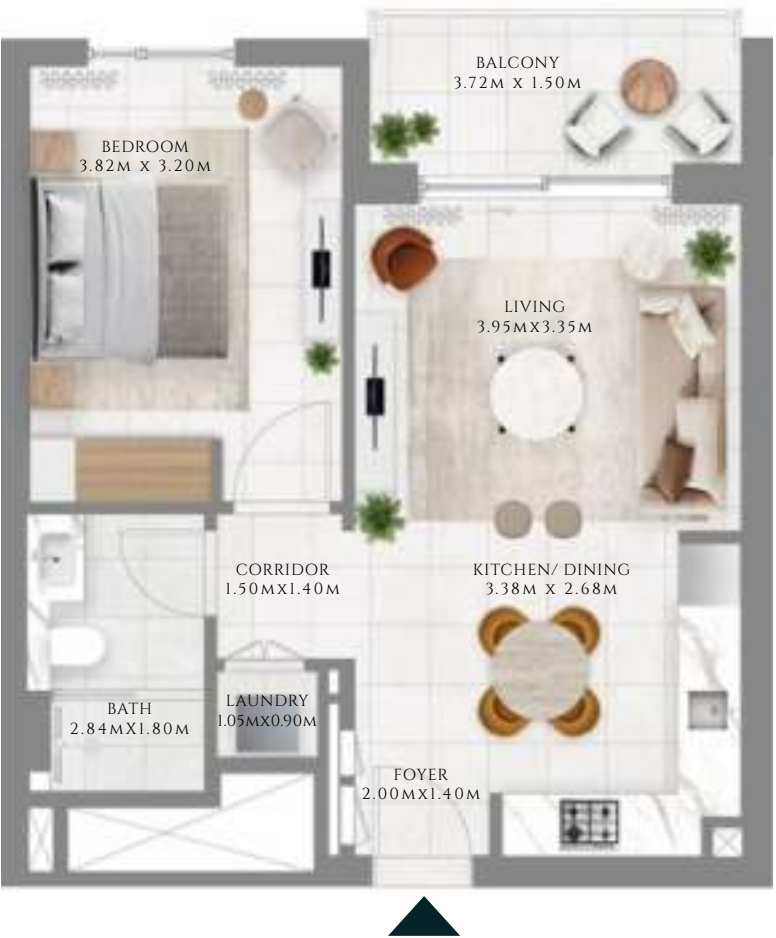 BALCONY
3.72M X 1.50M
BEDROOM
3.82M X 3.20M
LIVING
3.95MX3.35M
CORRIDOR
1.50MX1.40M
KITCHEN/ DINING
3.38M X 2.68M
BATH
2.84MX1.80M
LAUNDRY
1.05MX0.90M
FOYER
2.00MX1.40M